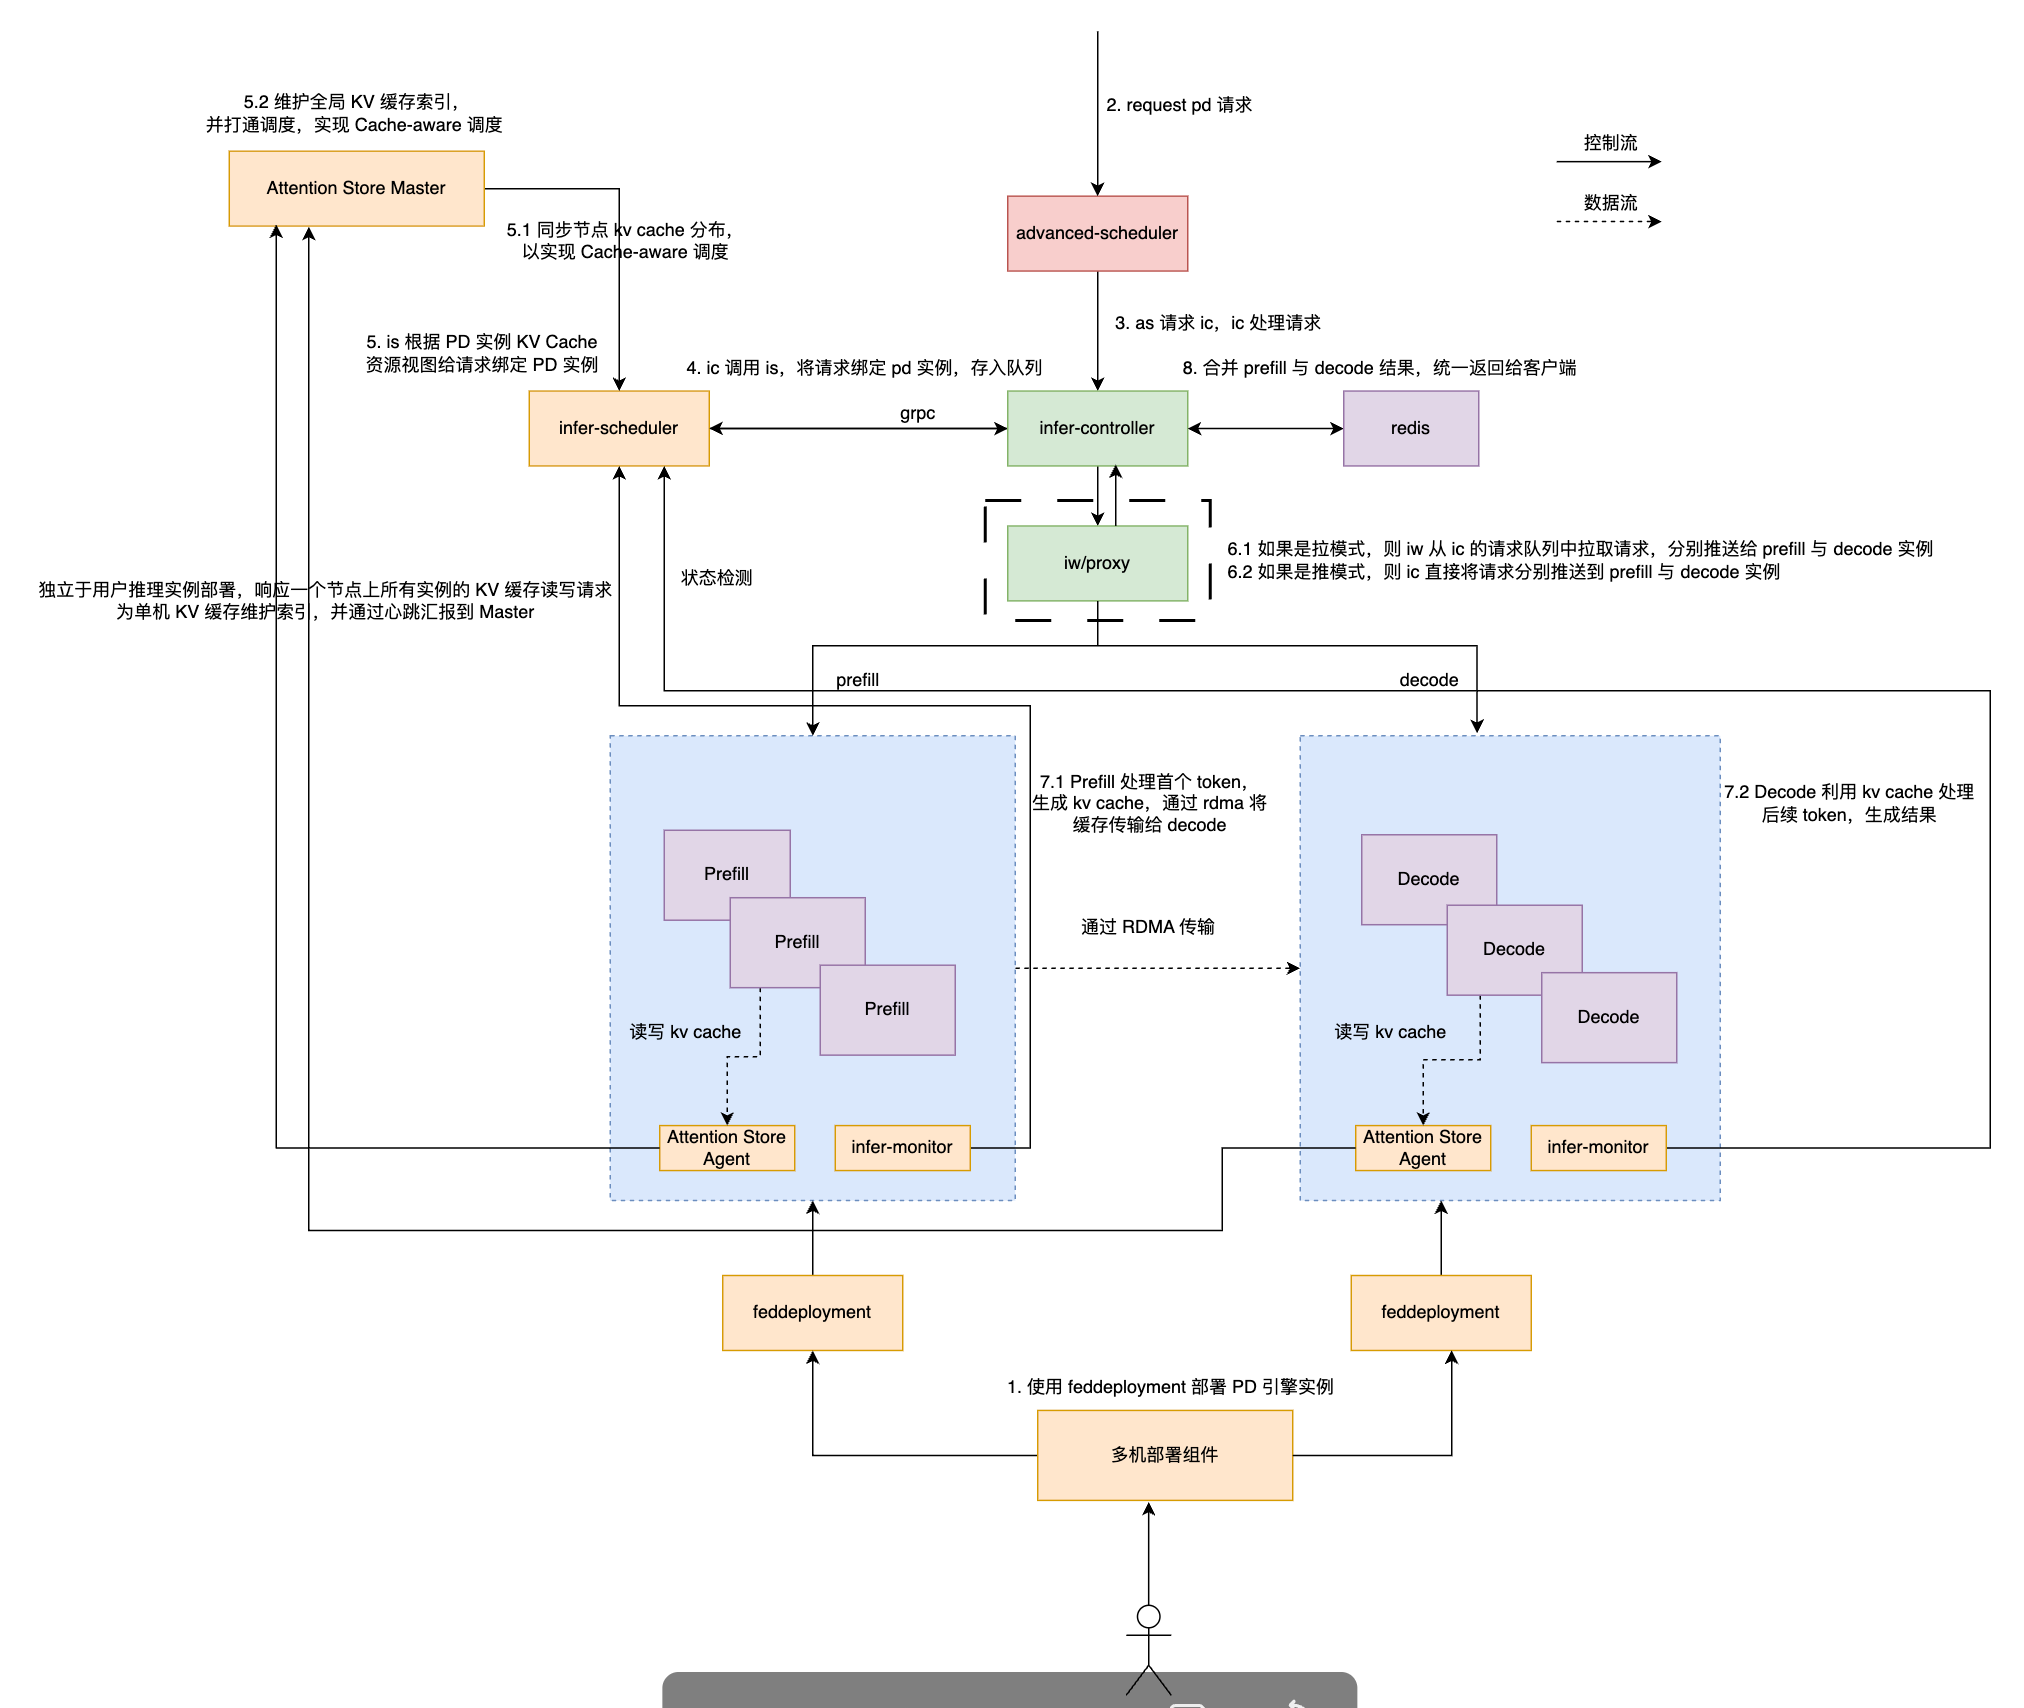 2. request pd 请求
5.2 维护全局 KV 缓存索引，
并打通调度，实现 Cache-aware 调度
控制流
Attention Store Master
数据流
5.1 同步节点 kv cache 分布，
以实现 Cache-aware 调度
advanced-scheduler
3. as 请求 ic，ic 处理请求
5. is 根据 PD 实例 KV Cache
资源视图给请求绑定 PD 实例
4. ic 调用 is，将请求绑定 pd 实例，存入队列
8. 合并 prefill 与 decode 结果，统一返回给客户端
infer-scheduler
grpc
infer-controller
redis
iw/proxy
6.1 如果是拉模式，则 iw 从 ic 的请求队列中拉取请求，分别推送给 prefill 与 decode 实例
6.2 如果是推模式，则 ic 直接将请求分别推送到 prefill 与 decode 实例
状态检测
独立于用户推理实例部署，响应一个节点上所有实例的 KV 缓存读写请求
为单机 KV 缓存维护索引，并通过心跳汇报到 Master
prefill
decode
7.1 Prefill 处理首个 token，
生成 kv cache，通过 rdma 将
缓存传输给 decode
7.2 Decode 利用 kv cache 处理
后续 token，生成结果
Prefill
Prefill
Prefill
通过 RDMA 传输
Decode
Decode
Decode
读写 kv cache
读写 kv cache
Attention Store
Agent
infer-monitor
Attention Store
Agent
infer-monitor
feddeployment
feddeployment
1. 使用 feddeployment 部署 PD 引擎实例
多机部署组件